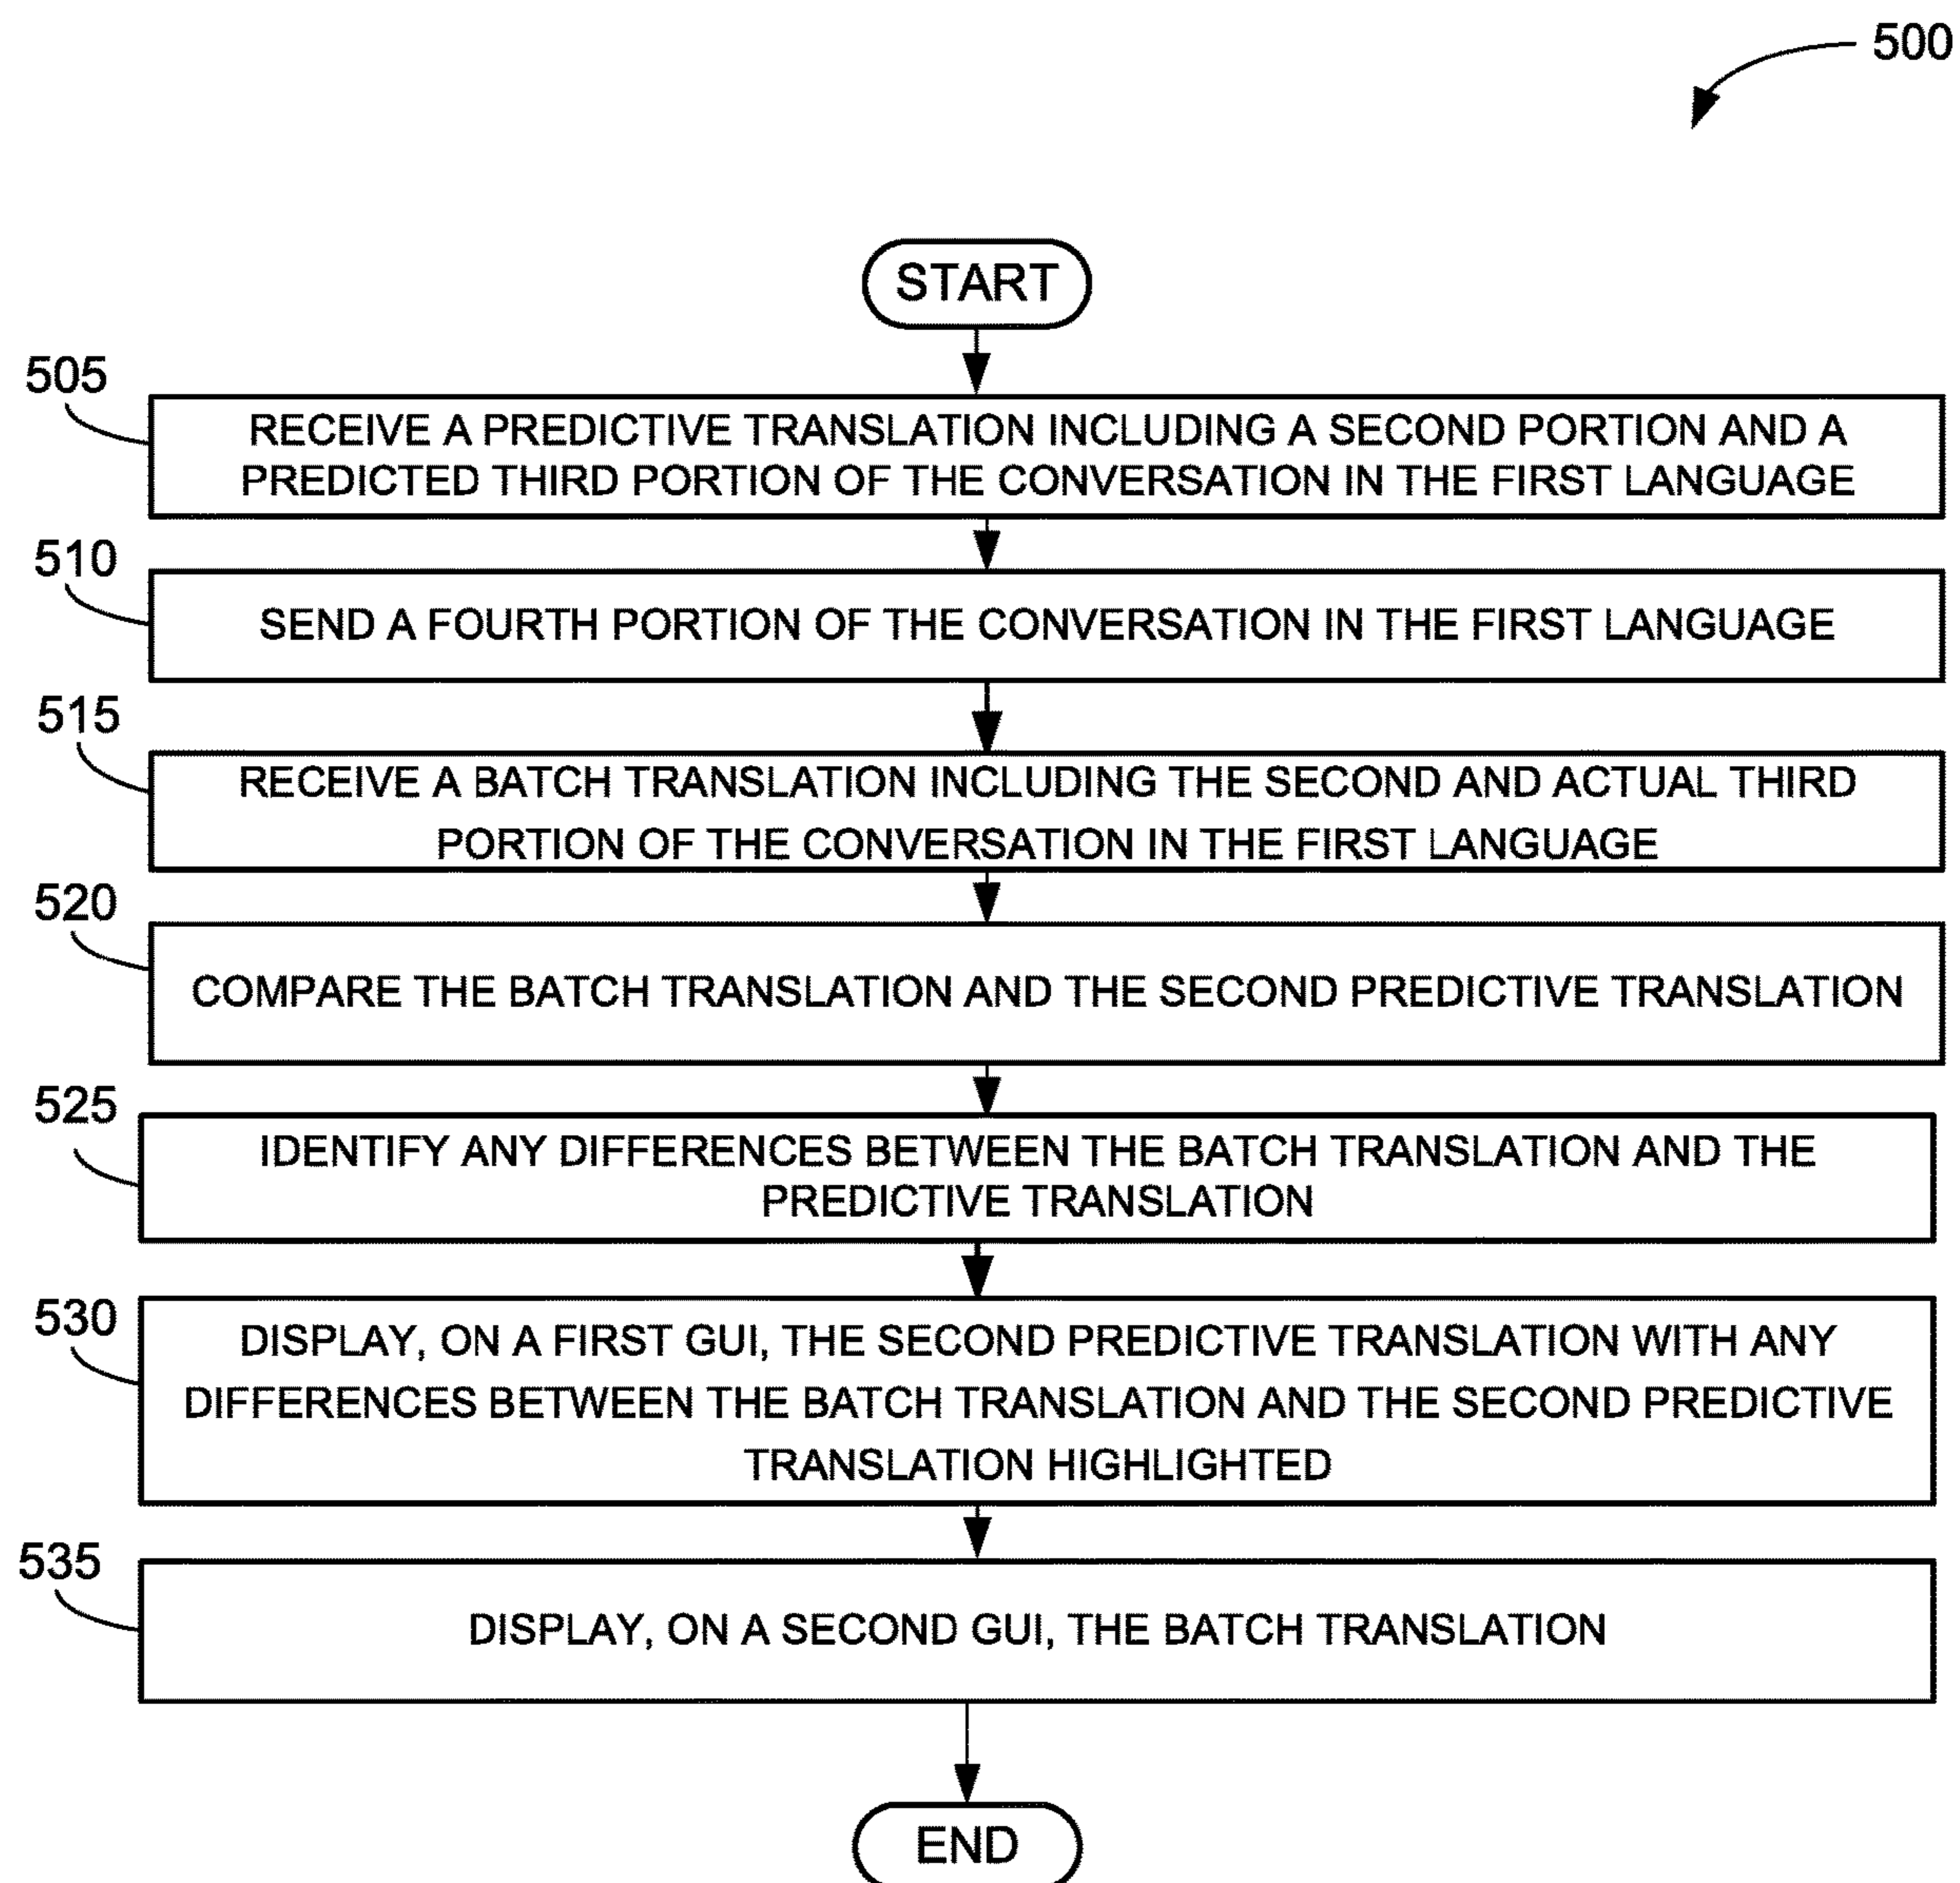 500
START
505
RECEIVE A PREDICTIVE TRANSLATION INCLUDING A SECOND PORTION AND A
PREDICTED THIRD PORTION OF THE CONVERSATION IN THE FIRST LANGUAGE
510
SEND A FOURTH PORTION OF THE CONVERSATION IN THE FIRST LANGUAGE
515
RECEIVE A BATCH TRANSLATION INCLUDING THE SECOND AND ACTUAL THIRD
PORTION OF THE CONVERSATION IN THE FIRST LANGUAGE
520
COMPARE THE BATCH TRANSLATION AND THE SECOND PREDICTIVE TRANSLATION
525
IDENTIFY ANY DIFFERENCES BETWEEN THE BATCH TRANSLATION AND THE
PREDICTIVE TRANSLATION
530
DISPLAY, ON A FIRST GUI, THE SECOND PREDICTIVE TRANSLATION WITH ANY
DIFFERENCES BETWEEN THE BATCH TRANSLATION AND THE SECOND PREDICTIVE
TRANSLATION HIGHLIGHTED
535
DISPLAY, ON A SECOND GUI, THE BATCH TRANSLATION
END